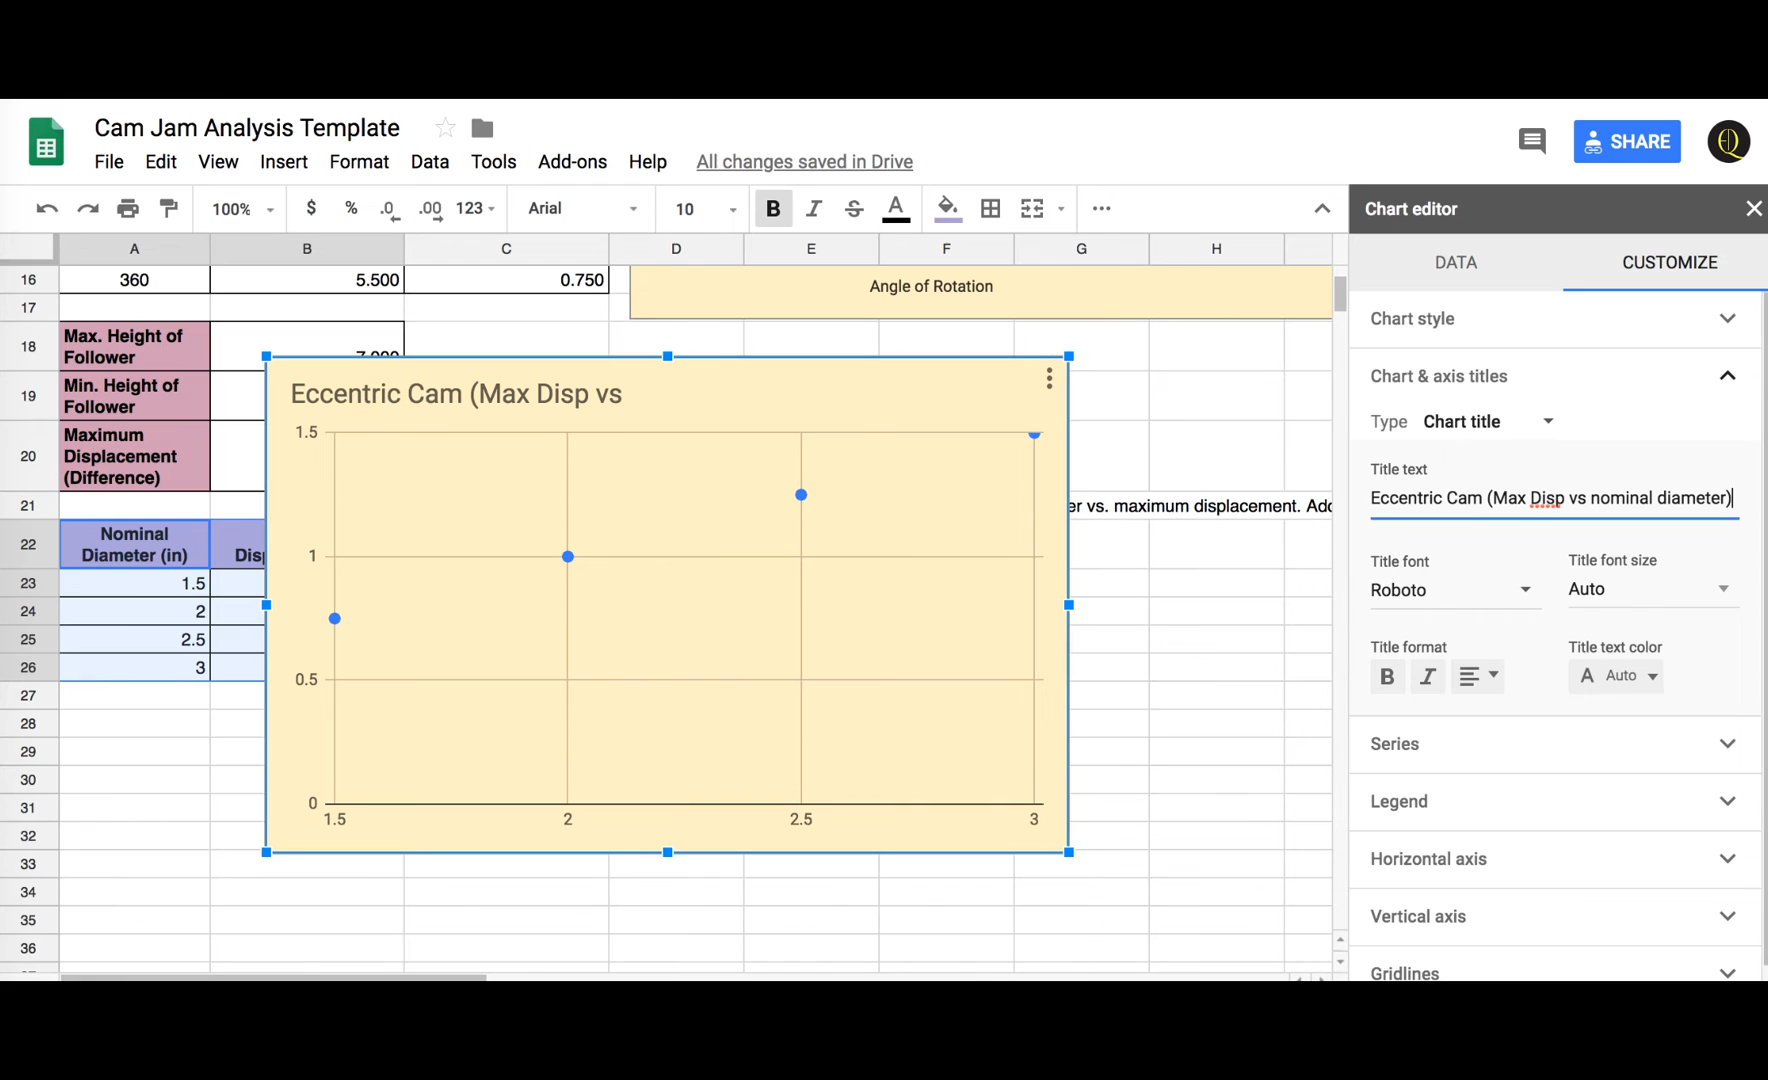 Cam Jam Analysis Template
File Edit View Insert Format Data Tools Add-ons Help All changes saved in Drive
SHARE
100% $ % .0 .00 123 Arial 10 B I S A
Chart editor
DATA CUSTOMIZE
A B C D E F G H
16 360 5.500 0.750
Angle of Rotation
17
18 Max. Height of
Follower
7.000
19 Min. Height of
Follower
20 Maximum
Displacement
(Difference)
21 er vs. maximum displacement. Add
22 Nominal
Diameter (in)
Disp
23 1.5
24 2
25 2.5
26 3
27
28
29
30
31
32
33
34
35
36
Eccentric Cam (Max Disp vs
1.5
1
0.5
0
1.5 2 2.5 3
Chart style
Chart & axis titles
Type Chart title
Title text
Eccentric Cam (Max Disp vs nominal diameter)
Title font Title font size
Roboto Auto
Title format Title text color
B I A Auto
Series
Legend
Horizontal axis
Vertical axis
Gridlines